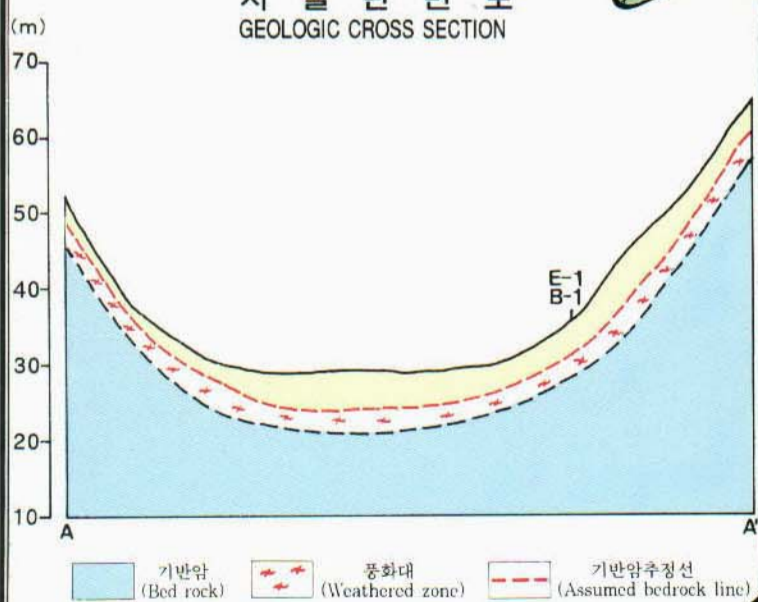 (m)
GEOLOGIC CROSS SECTION
70
60
50
40
30
20
10
E-1
B-1
A
A'
기반암
(Bed rock)
풍화대
(Weathered zone)
기반암추정선
(Assumed bedrock line)